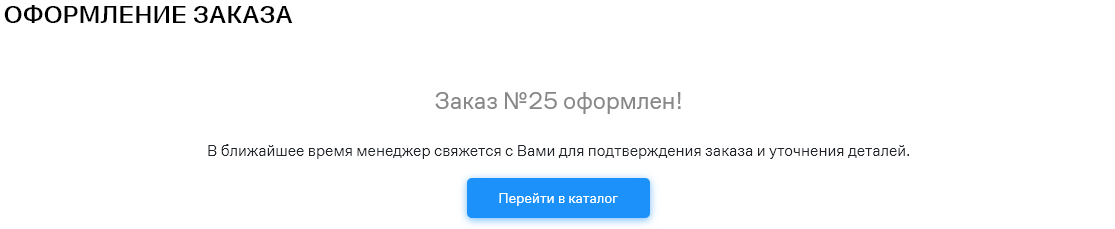 ОФОРМЛЕНИЕ ЗАКАЗА
Заказ №25 оформлен!
В ближайшее время менеджер свяжется с Вами для подтверждения заказа и уточнения деталей.
Перейти в каталог